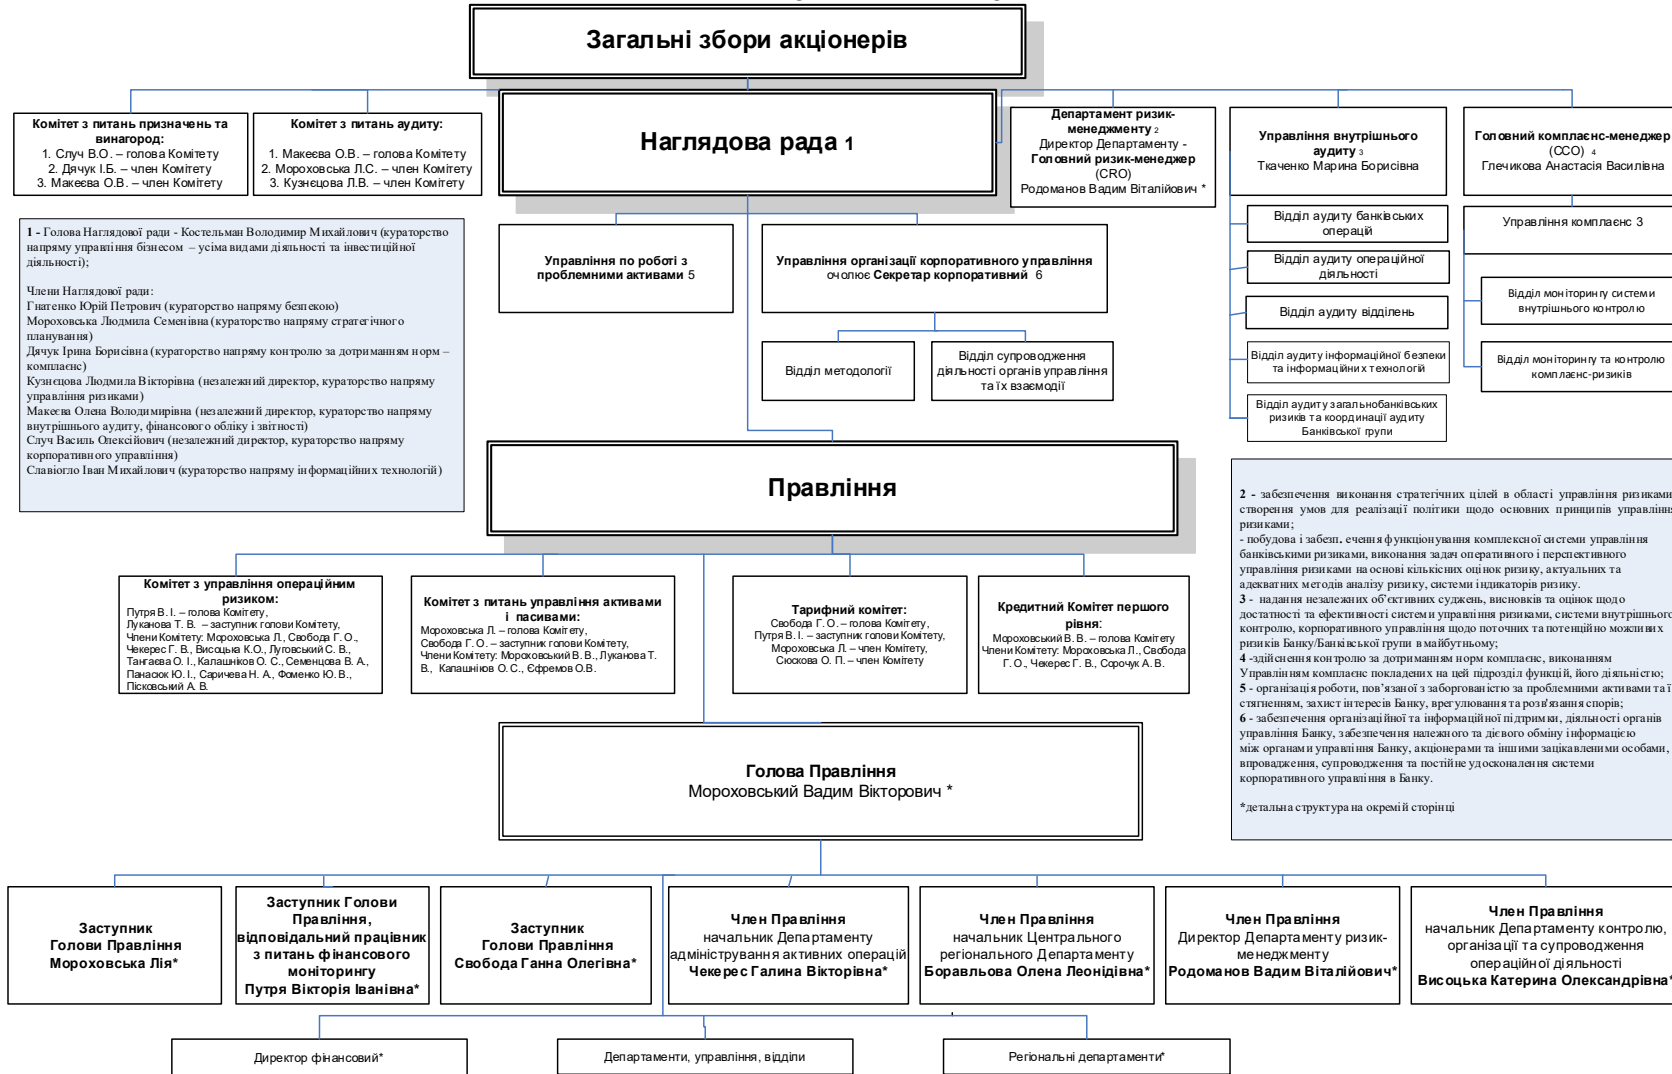 Загальні збори акціонерів
Наглядова рада 1
Комітет з питань призначень та
винагород:
1. Случ В.О. – голова Комітету
2. Дячук І.Б. – член Комітету
3. Макеєва О.В. – член Комітету
Комітет з питань аудиту:
1. Макеєва О.В. – голова Комітету
2. Мороховська Л.С. – член Комітету
3. Кузнєцова Л.В. – член Комітету
Департамент ризик-
менеджменту 2
Директор Департаменту -
Головний ризик-менеджер
(CRO)
Родоманов Вадим Віталійович *
Управління внутрішнього
аудиту 3
Ткаченко Марина Борисівна
Головний комплаєнс-менеджер
(CCO) 4
Глечикова Анастасія Василівна
1 - Голова Наглядової ради - Костельман Володимир Михайлович (кураторство
напряму управління бізнесом – усіма видами діяльності та інвестиційної
діяльності);
Члени Наглядової ради:
Гнатенко Юрій Петрович (кураторство напряму безпекою)
Мороховська Людмила Семенівна (кураторство напряму стратегічного
планування)
Дячук Ірина Борисівна (кураторство напряму контролю за дотриманням норм –
комплаєнс)
Кузнєцова Людмила Вікторівна (незалежний директор, кураторство напряму
управління ризиками)
Макеєва Олена Володимирівна (незалежний директор, кураторство напряму
внутрішнього аудиту, фінансового обліку і звітності)
Случ Василь Олексійович (незалежний директор, кураторство напряму
корпоративного управління)
Славіогло Іван Михайлович (кураторство напряму інформаційних технологій)
Управління по роботі з
проблемними активами 5
Управління організації корпоративного управління
очолює Секретар корпоративний 6
Відділ методології
Відділ супроводження
діяльності органів управління
та їх взаємодії
Відділ аудиту банківських
операцій
Відділ аудиту операційної
діяльності
Відділ аудиту відділень
Відділ аудиту інформаційної безпеки
та інформаційних технологій
Відділ аудиту загальнобанківських
ризиків та координації аудиту
Банківської групи
Управління комплаєнс 3
Відділ моніторингу системи
внутрішнього контролю
Відділ моніторингу та контролю
комплаєнс-ризиків
Правління
2 - забезпечення виконання стратегічних цілей в області управління ризиками
створення умов для реалізації політики щодо основних принципів управління
ризиками;
- побудова і забезп. ечення функціонування комплексної системи управління
банківськими ризиками, виконання задач оперативного і перспективного
управління ризиками на основі кількісних оцінок ризику, актуальних та
адекватних методів аналізу ризику, системи індикаторів ризику.
3 - надання незалежних об'єктивних суджень, висновків та оцінок щодо
достатності та ефективності систем и управління ризиками, системи внутрішнього
контролю, корпоративного управління щодо поточних та потенційно можливих
ризиків Банку/Банківської групи в майбутньому;
4 -здійснення контролю за дотриманням норм комплаєнс, виконанням
Управлінням комплаєнс покладених на цей підрозділ функцій, його діяльністю;
5 - організація роботи, пов'язаної з заборгованістю за проблемними активами та ї
стягненням, захист інтересів Банку, врегулювання та розв'язання спорів;
6 - забезпечення організаційної та інформаційної підтримки, діяльності органів
управління Банку, забезпечення належного та дієвого обміну інформацією
між органами управління Банку, акціонерами та іншими зацікавленими особами,
впровадження, супроводження та постійне удосконалення системи
корпоративного управління в Банку.
*детальна структура на окремій сторінці
Комітет з управління операційним
ризиком:
Путря В. І. – голова Комітету,
Луканова Т. В. – заступник голови Комітету,
Члени Комітету: Мороховська Л., Свобода Г. О.,
Чекерес Г. В., Висоцька К.О., Луговський С. В.,
Тангаєва О. І., Калашніков О. С., Семенцова В. А.,
Панасюк Ю. І., Саричева Н. А., Фоменко Ю. В.,
Пісковський А. В.
Комітет з питань управління активами
і пасивами:
Мороховська Л. – голова Комітету,
Свобода Г. О. – заступник голови Комітету,
Члени Комітету: Мороховський В. В., Луканова Т.
В., Калашніков О. С., Єфремов О.В.
Тарифний комітет:
Свобода Г. О. – голова Комітету,
Путря В. І. – заступник голови Комітету,
Мороховська Л. – член Комітету,
Сюскова О. П. – член Комітету
Кредитний Комітет першого
рівня:
Мороховський В. В. – голова Комітету
Члени Комітету: Мороховська Л., Свобода
Г. О., Чекерес Г. В., Сорочук А. В.
Голова Правління
Мороховський Вадим Вікторович *
Заступник
Голови Правління
Мороховська Лія*
Заступник Голови
Правління,
відповідальний працівник
з питань фінансового
моніторингу
Путря Вікторія Іванівна*
Заступник
Голови Правління
Свобода Ганна Олегівна*
Член Правління
начальник Департаменту
адміністрування активних операцій
Чекерес Галина Вікторівна*
Член Правління
начальник Центрального
регіонального Департаменту
Боравльова Олена Леонідівна*
Член Правління
Директор Департаменту ризик-
менеджменту
Родоманов Вадим Віталійович*
Член Правління
начальник Департаменту контролю,
організації та супроводження
операційної діяльності
Висоцька Катерина Олександрівна*
Директор фінансовий*
Департаменти, управління, відділи
Регіональні департаменти*